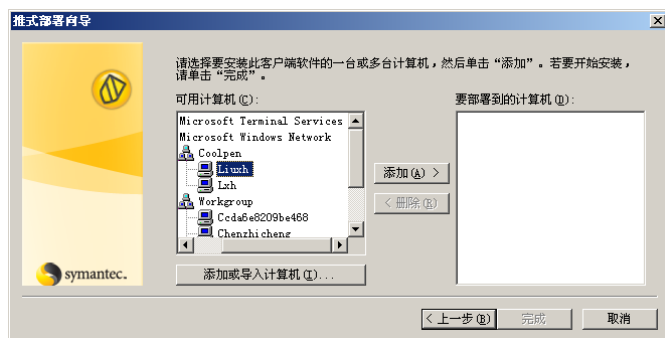 推式部署向导
请选择要安装此客户端软件的一台或多台计算机，然后单击“添加”。若要开始安装，
请单击“完成”。
可用计算机(C):
要部署到的计算机(D):
Microsoft Terminal Services
Microsoft Windows Network
Coolpen
Liuxh
Lxh
Workgroup
Ccda6e8209be468
Chenzhicheng
添加(A) >
< 删除(R)
添加或导入计算机(I)...
symantec.
< 上一步(B)
完成
取消